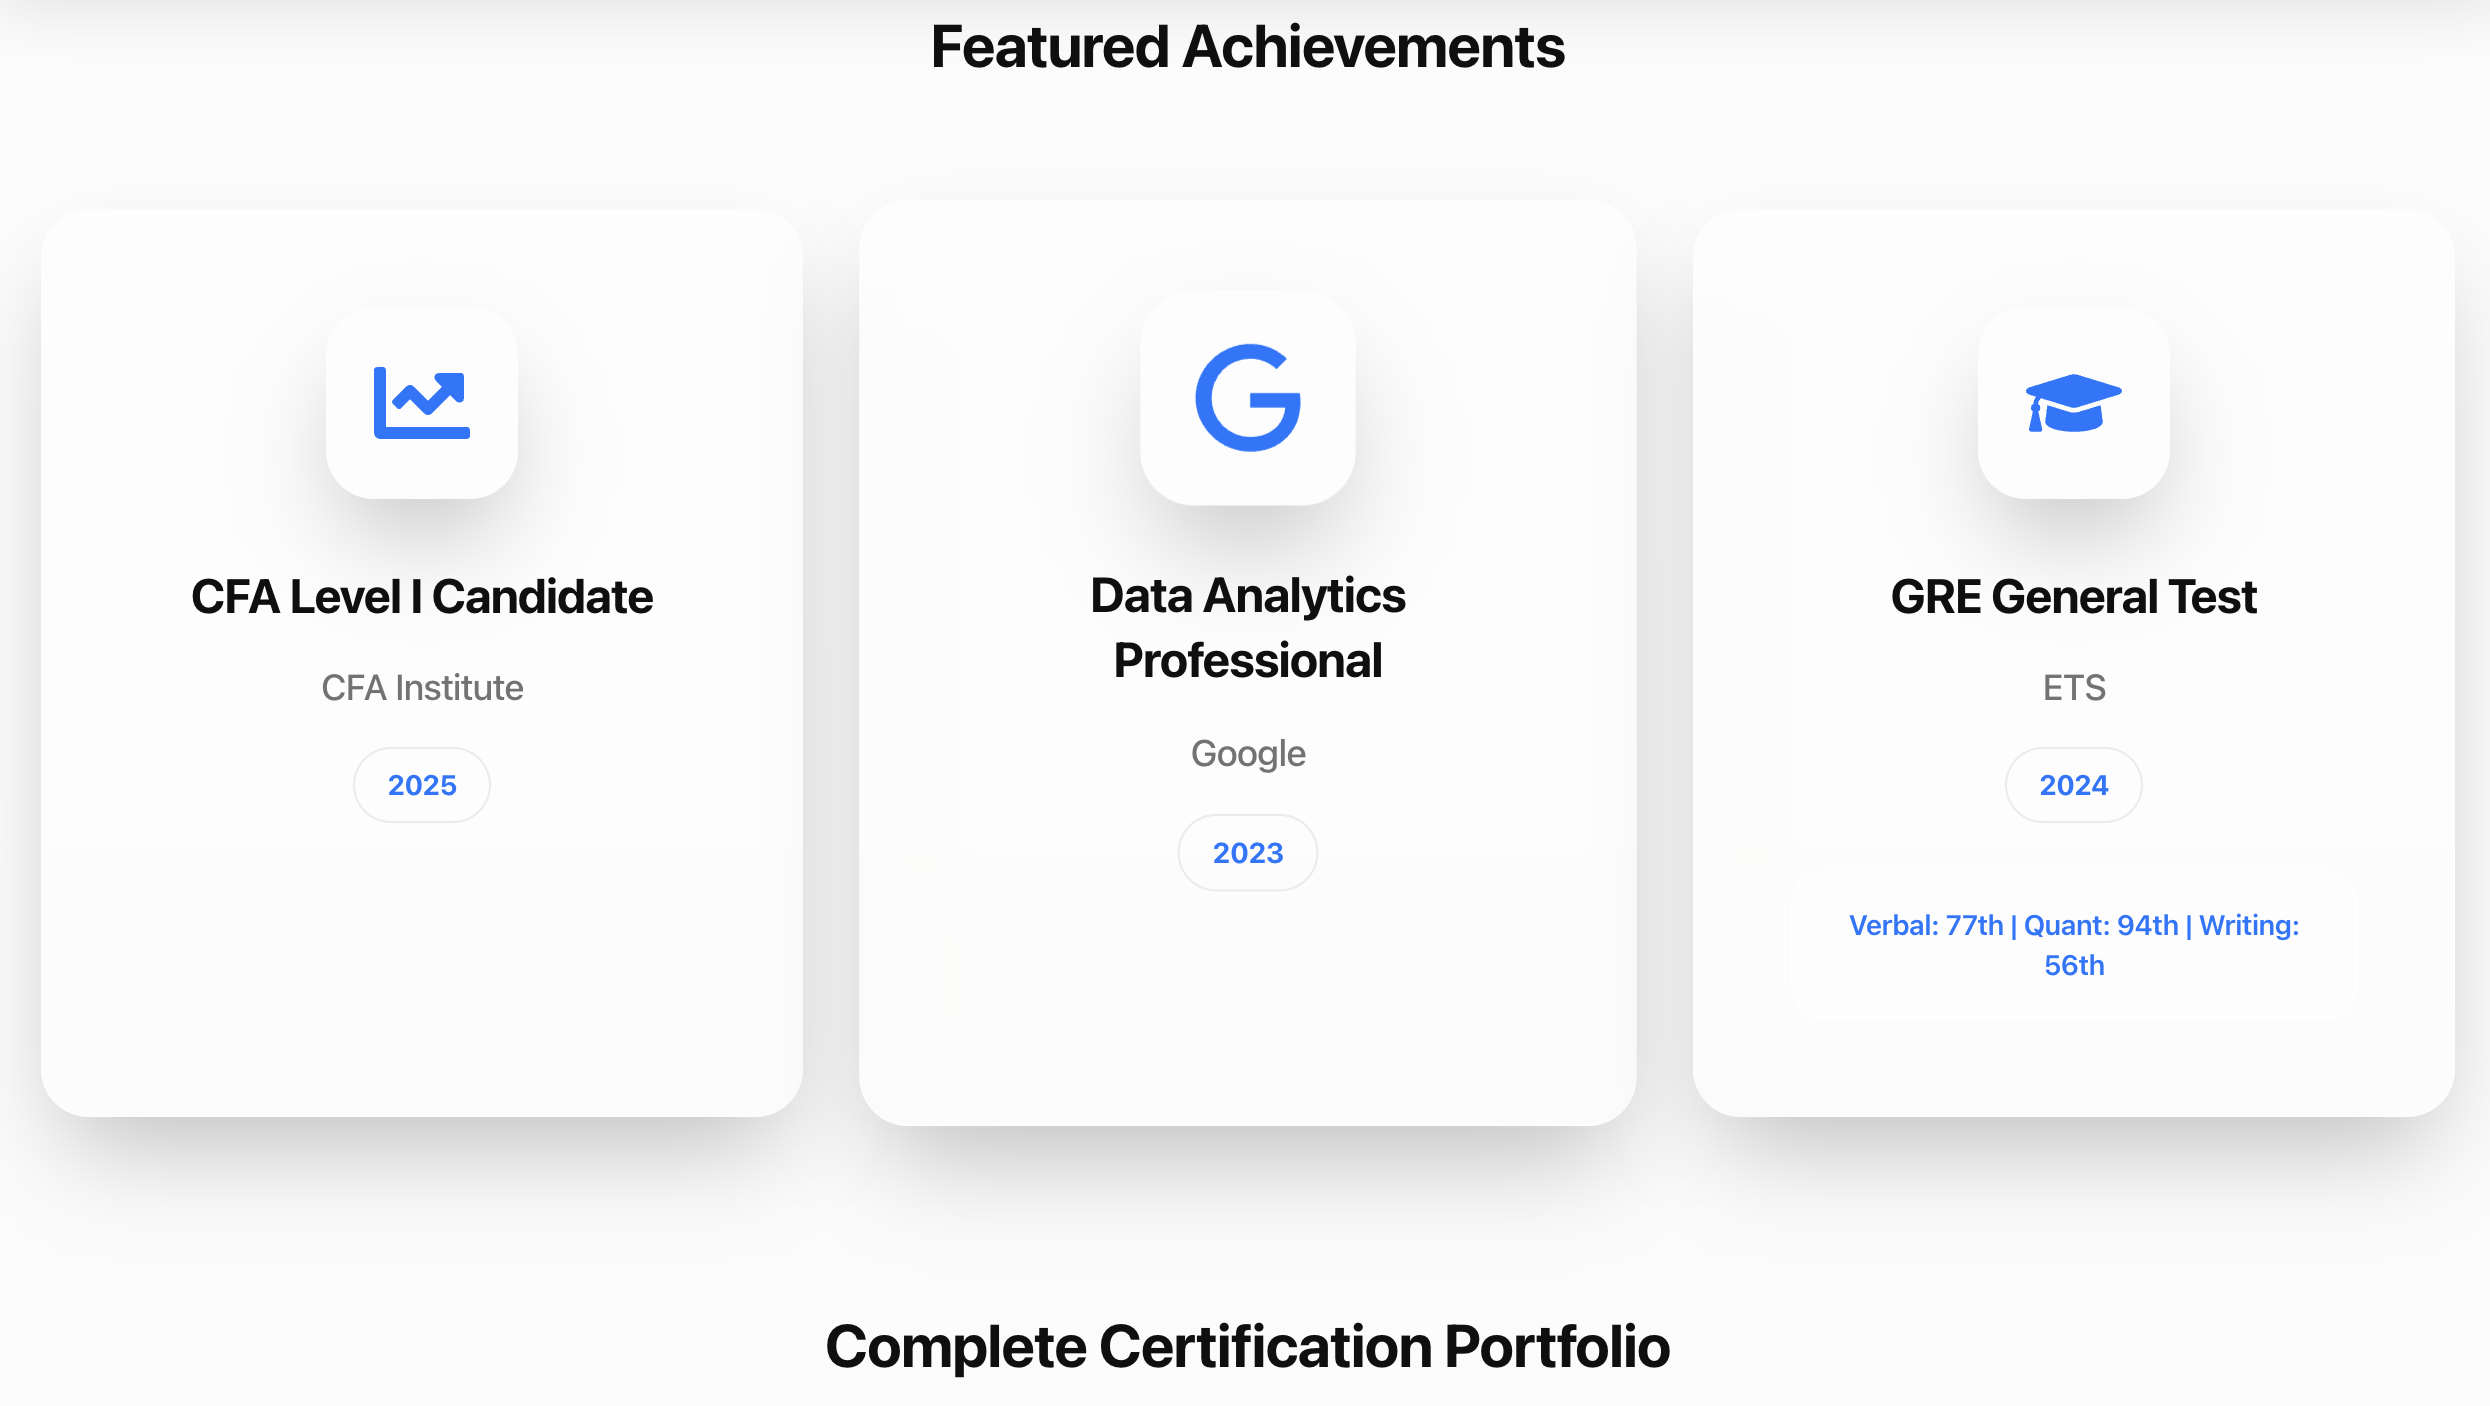 Featured Achievements
CFA Level I Candidate
CFA Institute
2025
Data Analytics
Professional
Google
2023
GRE General Test
ETS
2024
Verbal: 77th | Quant: 94th | Writing:
56th
Complete Certification Portfolio